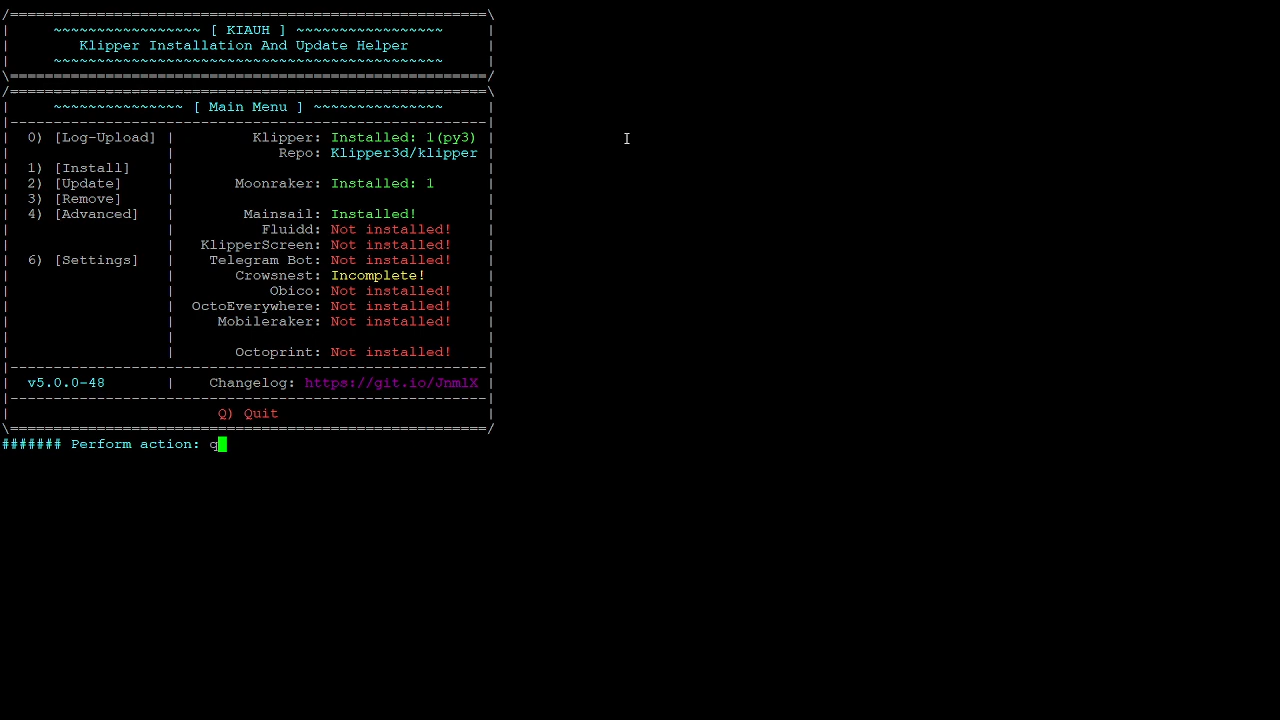 /=======================================================\
|     ~~~~~~~~~~~~~~~~~ [ KIAUH ] ~~~~~~~~~~~~~~~~~     |
|        Klipper Installation And Update Helper         |
|     ~~~~~~~~~~~~~~~~~~~~~~~~~~~~~~~~~~~~~~~~~~~~~     |
\=======================================================/
/=======================================================\
|     ~~~~~~~~~~~~~~~ [ Main Menu ] ~~~~~~~~~~~~~~~     |
|-------------------------------------------------------|
|  0) [Log-Upload] |         Klipper: Installed: 1(py3) |
|                  |            Repo: Klipper3d/klipper |
|  1) [Install]    |                                    |
|  2) [Update]     |       Moonraker: Installed: 1      |
|  3) [Remove]     |                                    |
|  4) [Advanced]   |        Mainsail: Installed!        |
|                  |          Fluidd: Not installed!    |
|                  |   KlipperScreen: Not installed!    |
|  6) [Settings]   |    Telegram Bot: Not installed!    |
|                  |       Crowsnest: Incomplete!       |
|                  |           Obico: Not installed!    |
|                  |  OctoEverywhere: Not installed!    |
|                  |     Mobileraker: Not installed!    |
|                  |                                    |
|                  |       Octoprint: Not installed!    |
|-------------------------------------------------------|
|  v5.0.0-48       |    Changelog: https://git.io/JnmlX |
|-------------------------------------------------------|
|                        Q) Quit                        |
\=======================================================/
####### Perform action: q